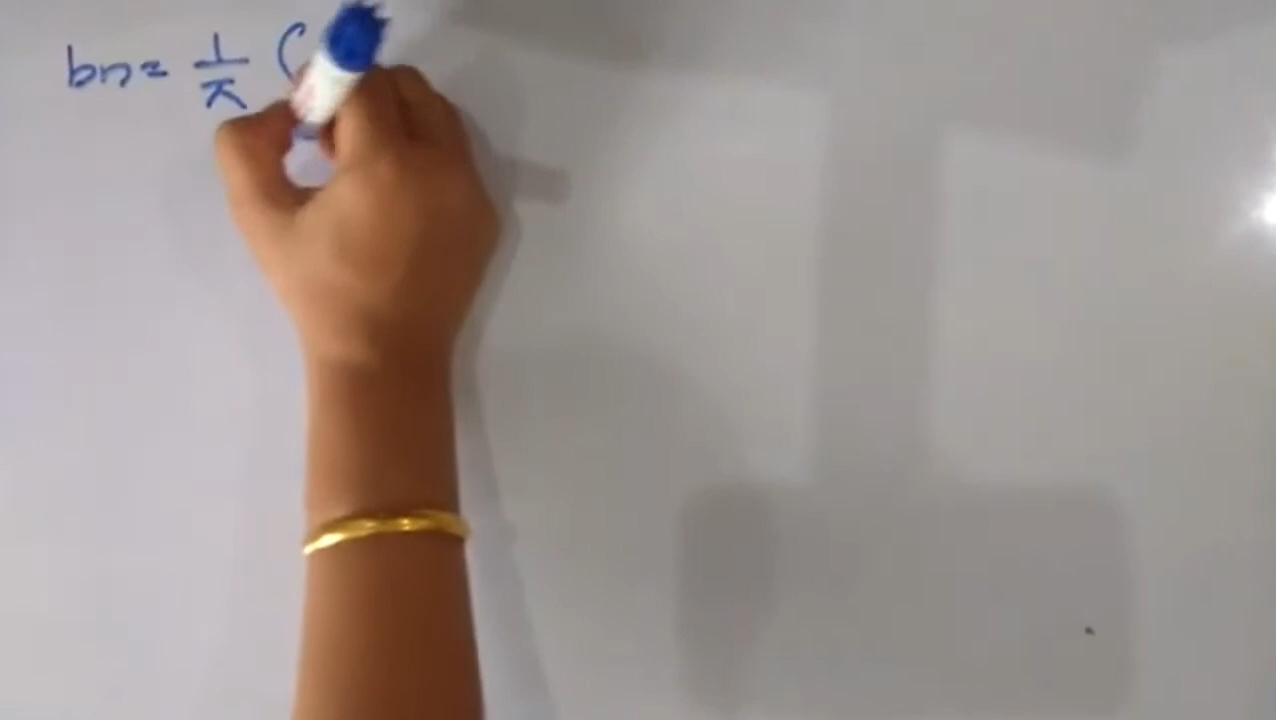 bn = 1/π (